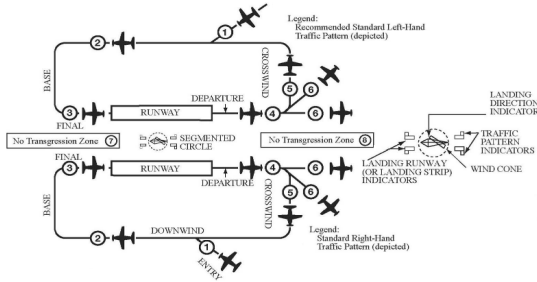 Legend:
Recommended Standard Left-Hand
Traffic Pattern (depicted)
1
2
CROSSWIND
BASE
5
6
DEPARTURE
3
RUNWAY
4
6
FINAL
LANDING
DIRECTION
INDICATOR
No Transgression Zone 7
SEGMENTED
CIRCLE
No Transgression Zone 8
TRAFFIC
PATTERN
INDICATORS
WIND CONE
LANDING RUNWAY
(OR LANDING STRIP)
INDICATORS
FINAL
3
RUNWAY
4
6
DEPARTURE
CROSSWIND
5
6
BASE
2
DOWNWIND
1
ENTRY
Legend:
Standard Right-Hand
Traffic Pattern (depicted)